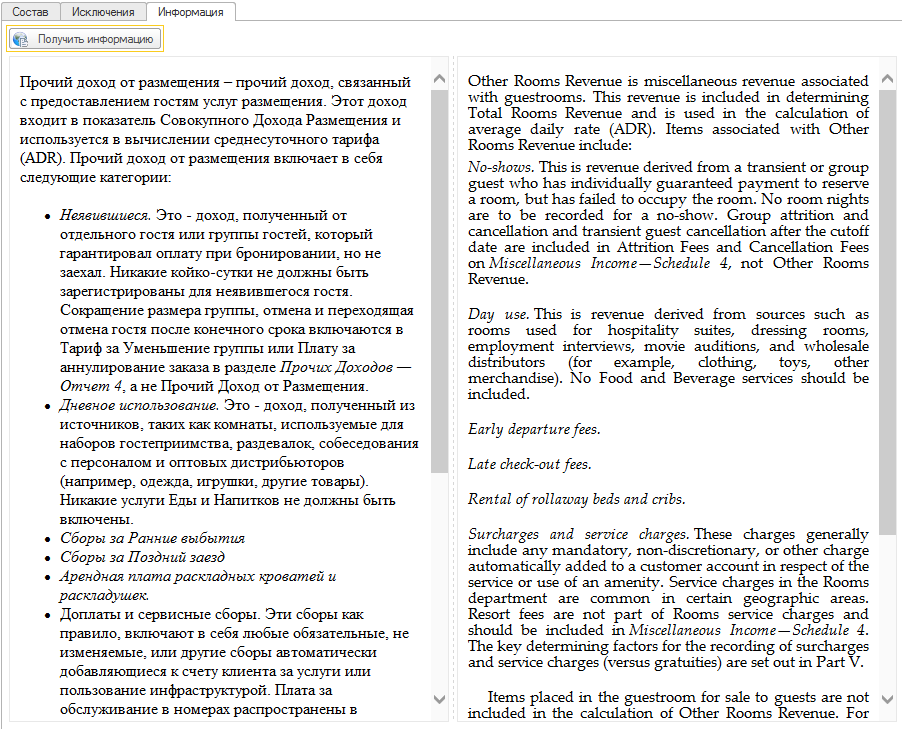 Состав
Исключения
Информация
Получить информацию
Прочий доход от размещения – прочий доход, связанный
с предоставлением гостям услуг размещения. Этот доход
входит в показатель Совокупного Дохода Размещения и
используется в вычислении среднесуточного тарифа
(ADR). Прочий доход от размещения включает в себя
следующие категории:
• Неявившиеся. Это - доход, полученный от
отдельного гостя или группы гостей, который
гарантировал оплату при бронировании, но не
заехал. Никакие койко-сутки не должны быть
зарегистрированы для неявившегося гостя.
Сокращение размера группы, отмена и переходящая
отмена гостя после конечного срока включаются в
Тариф за Уменьшение группы или Плату за
аннулирование заказа в разделе Прочих Доходов —
Отчет 4, а не Прочий Доход от Размещения.
• Дневное использование. Это - доход, полученный из
источников, таких как комнаты, используемые для
наборов гостеприимства, раздевалок, собеседования
с персоналом и оптовых дистрибьюторов
(например, одежда, игрушки, другие товары).
Никакие услуги Еды и Напитков не должны быть
включены.
• Сборы за Ранние выбытия
• Сборы за Поздний заезд
• Арендная плата раскладных кроватей и
раскладушек.
• Доплаты и сервисные сборы. Эти сборы как
правило, включают в себя любые обязательные, не
изменяемые, или другие сборы автоматически
добавляющиеся к счету клиента за услуги или
пользование инфраструктурой. Плата за
обслуживание в номерах распространены в
Other Rooms Revenue is miscellaneous revenue associated
with guestrooms. This revenue is included in determining
Total Rooms Revenue and is used in the calculation of
average daily rate (ADR). Items associated with Other
Rooms Revenue include:
No-shows. This is revenue derived from a transient or group
guest who has individually guaranteed payment to reserve
a room, but has failed to occupy the room. No room nights
are to be recorded for a no-show. Group attrition and
cancellation and transient guest cancellation after the cutoff
date are included in Attrition Fees and Cancellation Fees
on Miscellaneous Income—Schedule 4, not Other Rooms
Revenue.
Day use. This is revenue derived from sources such as
rooms used for hospitality suites, dressing rooms,
employment interviews, movie auditions, and wholesale
distributors (for example, clothing, toys, other
merchandise). No Food and Beverage services should be
included.
Early departure fees.
Late check-out fees.
Rental of rollaway beds and cribs.
Surcharges and service charges. These charges generally
include any mandatory, non-discretionary, or other charge
automatically added to a customer account in respect of the
service or use of an amenity. Service charges in the Rooms
department are common in certain geographic areas.
Resort fees are not part of Rooms service charges and
should be included in Miscellaneous Income—Schedule 4.
The key determining factors for the recording of surcharges
and service charges (versus gratuities) are set out in Part V.
Items placed in the guestroom for sale to guests are not
included in the calculation of Other Rooms Revenue. For